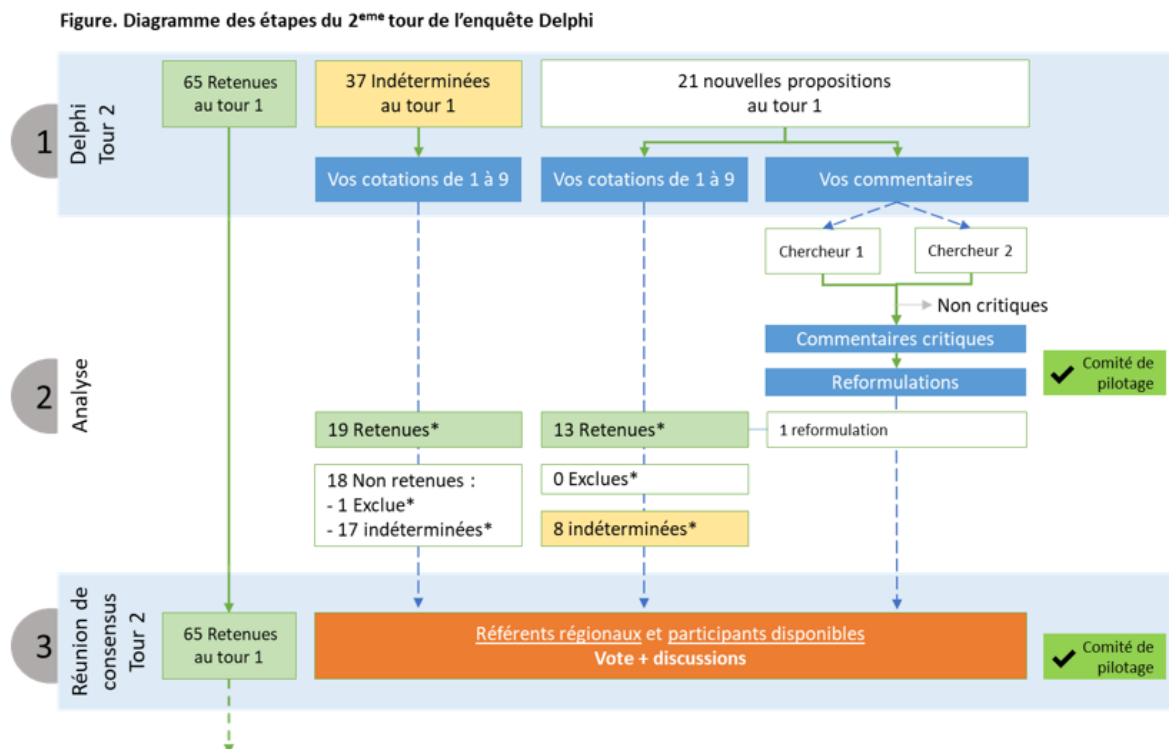 Figure. Diagramme des étapes du 2eme tour de l'enquête Delphi
1
Delphi
Tour 2
65 Retenues
au tour 1
37 Indéterminées
au tour 1
21 nouvelles propositions
au tour 1
Vos cotations de 1 à 9
Vos cotations de 1 à 9
Vos commentaires
Chercheur 1
Chercheur 2
Non critiques
2
Analyse
Commentaires critiques
Reformulations
Comité de
pilotage
19 Retenues*
13 Retenues*
1 reformulation
18 Non retenues :
- 1 Exclue*
- 17 indéterminées*
0 Exclues*
8 indéterminées*
3
Réunion de
consensus
Tour 2
65 Retenues
au tour 1
Référents régionaux et participants disponibles
Vote + discussions
Comité de
pilotage